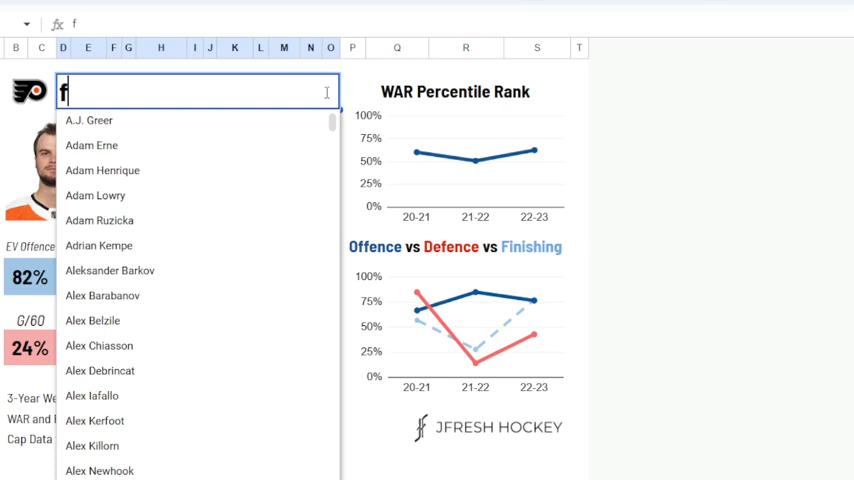 fx f
B C D E F G H I J K L M N O P Q R S T
f
A.J. Greer
Adam Erne
Adam Henrique
Adam Lowry
Adam Ruzicka
Adrian Kempe
Aleksander Barkov
Alex Barabanov
Alex Belzile
Alex Chiasson
Alex Debrincat
Alex Iafallo
Alex Kerfoot
Alex Killorn
Alex Newhook
EV Offence
82%
G/60
24%
3-Year We
WAR and
Cap Data
WAR Percentile Rank
100%
75%
50%
25%
0%
20-21 21-22 22-23
Offence vs Defence vs Finishing
100%
75%
50%
25%
0%
20-21 21-22 22-23
JFRESH HOCKEY